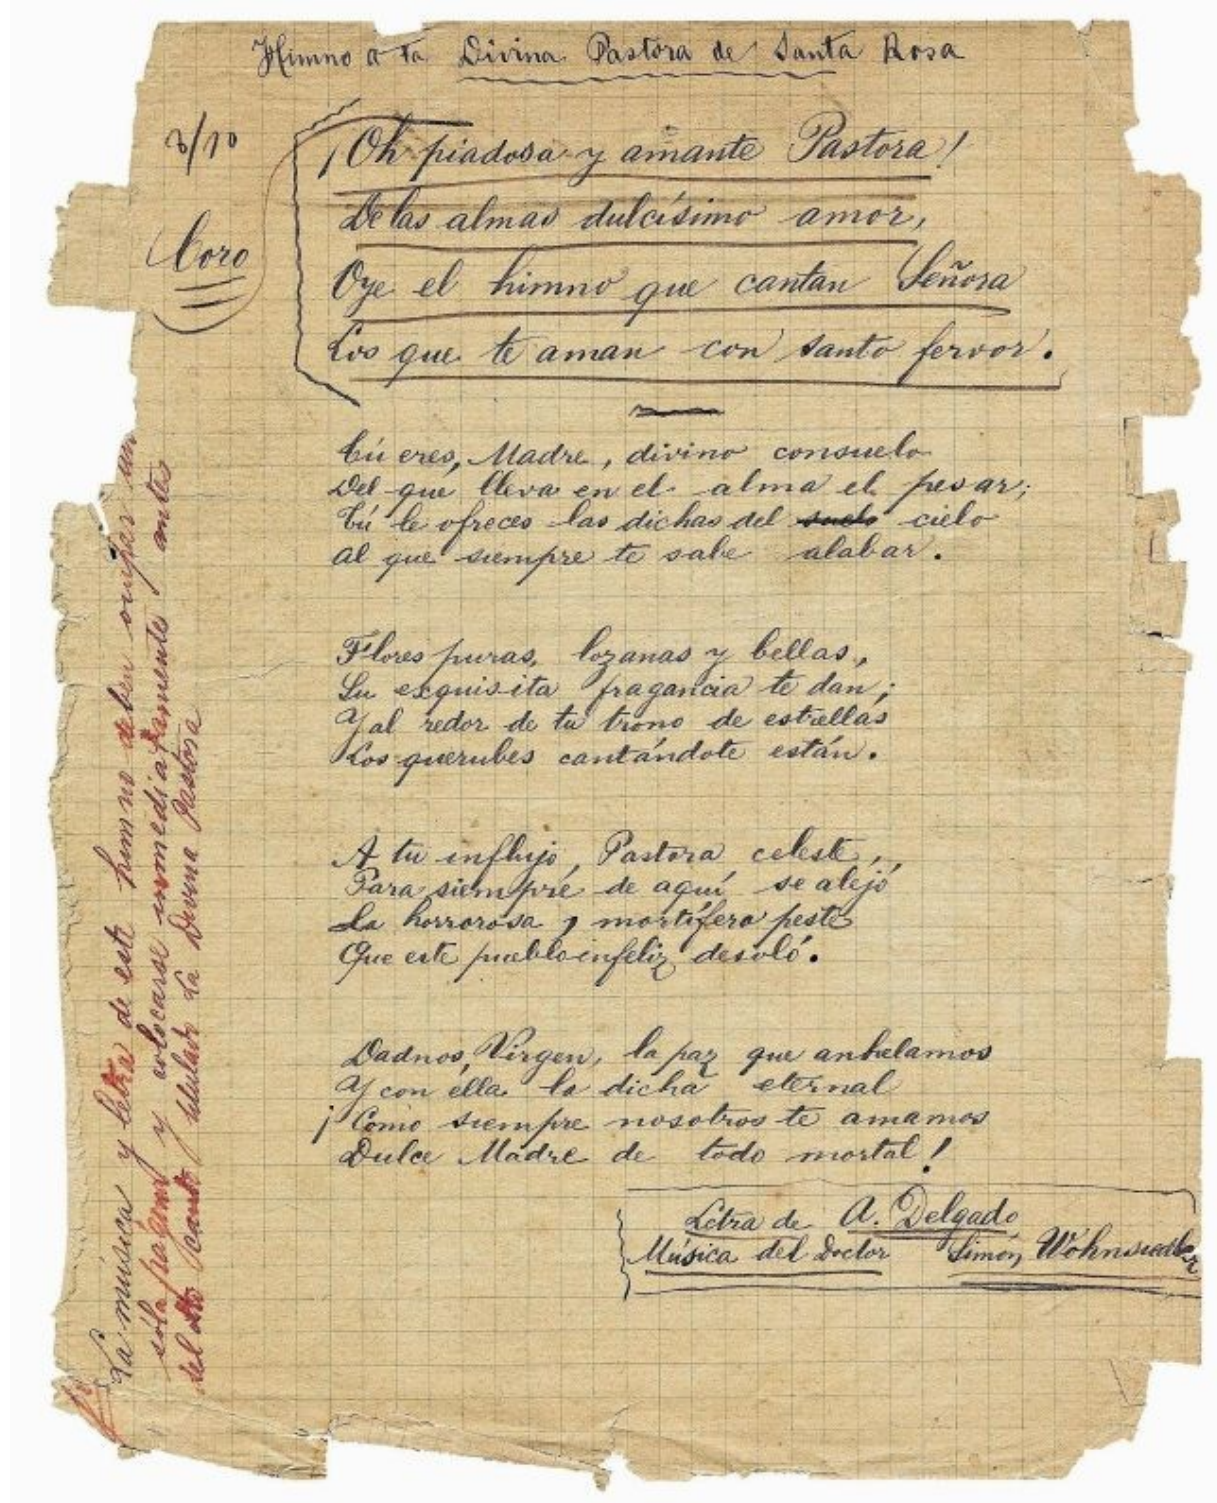 Himno a la Divina Pastora de Santa Rosa
3/10
Coro
¡Oh piadosa y amante Pastora!
De las almas dulcísimo amor,
Oye el himno que cantan Señora
Los que te aman con santo fervor.
Tú eres, Madre, divino consuelo
Del que lleva en el alma el pesar;
Tú le ofreces las dichas del suelo cielo
al que siempre te sabe alabar.
Flores puras, lozanas y bellas,
Su exquisita fragancia te dan;
Y al redor de tu trono de estrellas
Los querubes cantándote están.
A tu influjo, Pastora celeste,
Para siempre de aquí se alejó
La horrorosa y mortífera peste
Que este pueblo infeliz desoló.
Dadnos, Virgen, la paz que anhelamos
Y con ella la dicha eternal
¡Como siempre nosotros te amamos
Dulce Madre de todo mortal!
Letra de A. Delgado
Música del Doctor Simón Wohnsiedler
La música y letra de este himno deben ocupar una
sóla página y colocarse inmediatamente antes
del canto titulado La Divina Pastora